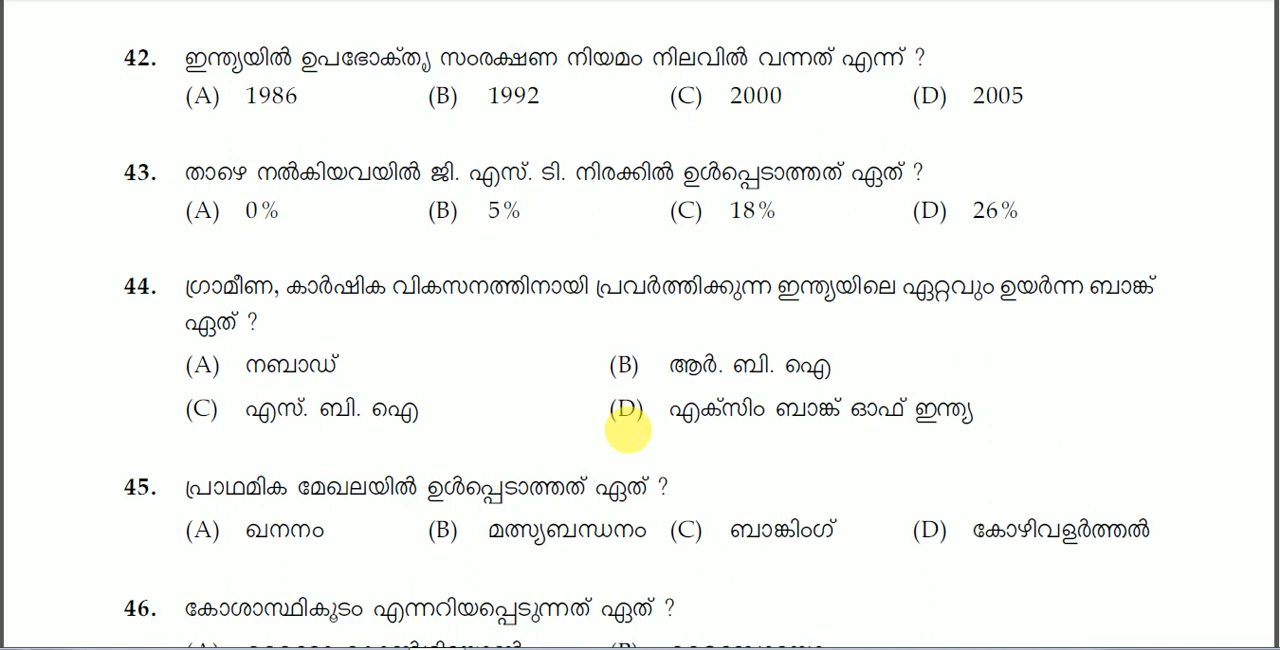 42. ഇന്ത്യയിൽ ഉപഭോക്തൃ സംരക്ഷണ നിയമം നിലവിൽ വന്നത് എന്ന് ?
(A) 1986 (B) 1992 (C) 2000 (D) 2005
43. താഴെ നൽകിയവയിൽ ജി. എസ്. ടി. നിരക്കിൽ ഉൾപ്പെടാത്തത് ഏത് ?
(A) 0% (B) 5% (C) 18% (D) 26%
44. ഗ്രാമീണ, കാർഷിക വികസനത്തിനായി പ്രവർത്തിക്കുന്ന ഇന്ത്യയിലെ ഏറ്റവും ഉയർന്ന ബാങ്ക്
ഏത് ?
(A) നബാഡ് (B) ആർ. ബി. ഐ
(C) എസ്. ബി. ഐ (D) എക്സിം ബാങ്ക് ഓഫ് ഇന്ത്യ
45. പ്രാഥമിക മേഖലയിൽ ഉൾപ്പെടാത്തത് ഏത് ?
(A) ഖനനം (B) മത്സ്യബന്ധനം (C) ബാങ്കിംഗ് (D) കോഴിവളർത്തൽ
46. കോശാസ്ഥികൂടം എന്നറിയപ്പെടുന്നത് ഏത് ?